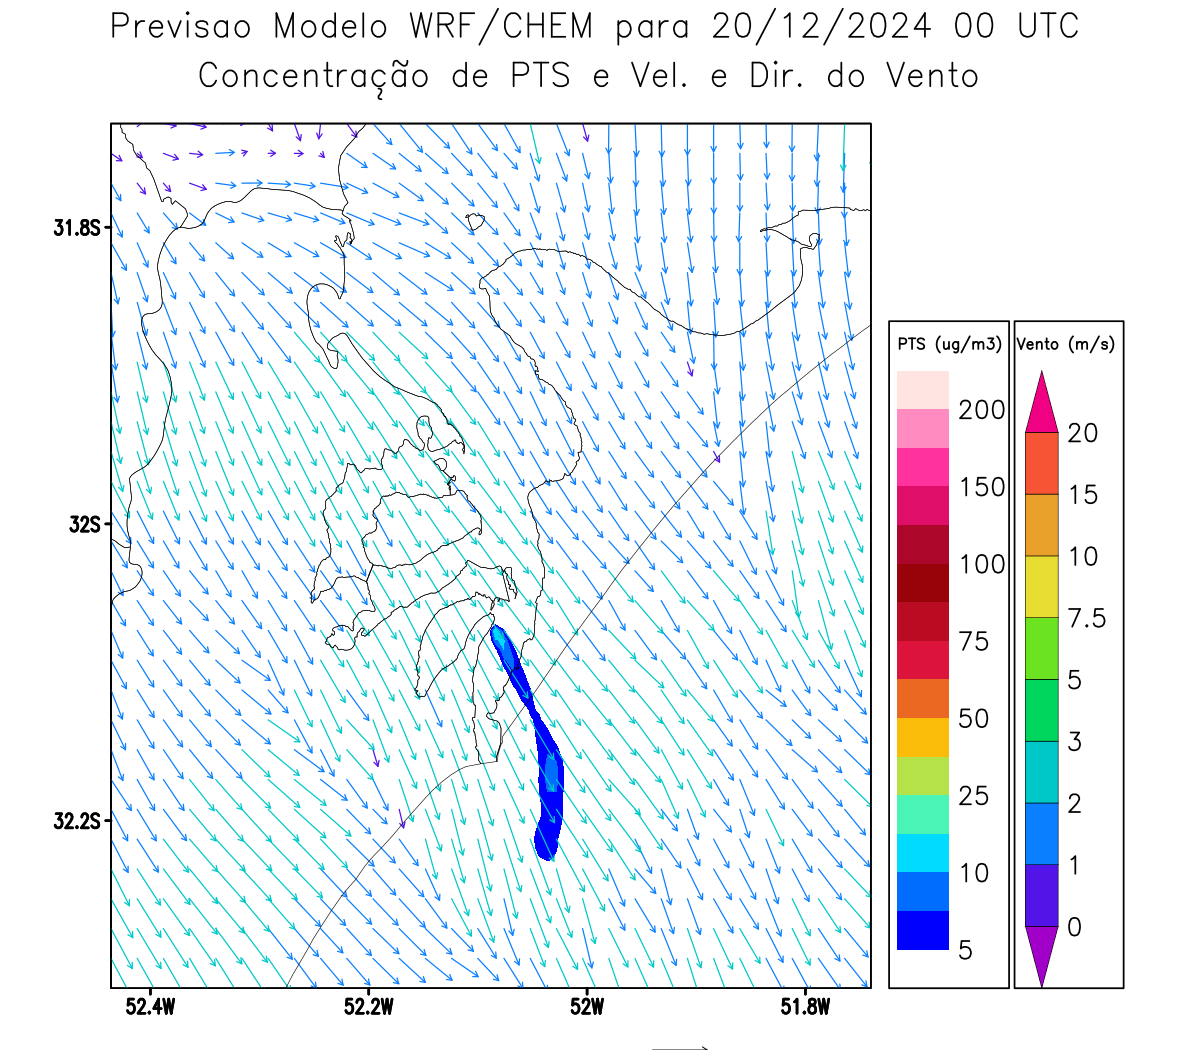 Previsao Modelo WRF/CHEM para 20/12/2024 00 UTC
Concentração de PTS e Vel. e Dir. do Vento
31.8S
32S
32.2S
52.4W
52.2W
52W
51.8W
PTS (ug/m3)
200
150
100
75
50
25
10
5
Vento (m/s)
20
15
10
7.5
5
3
2
1
0